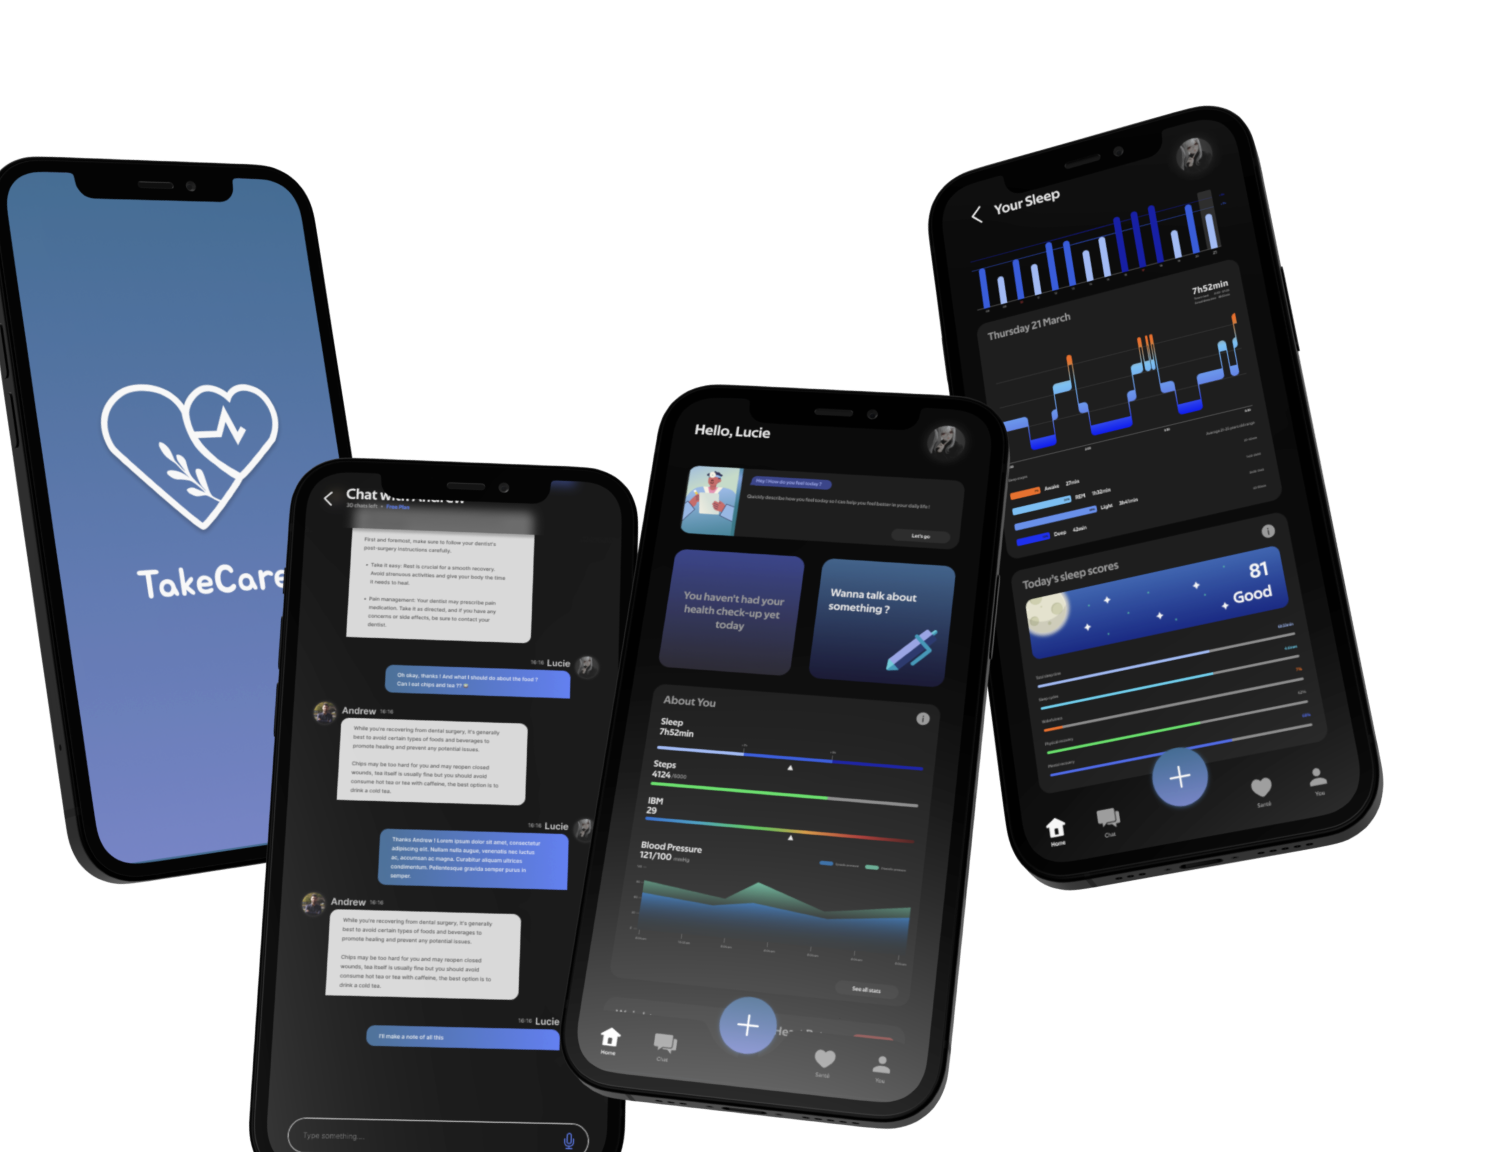 TakeCare
Chat with Andrew
30 chats left • Free Plan
First and foremost, make sure to follow your dentist's
post-surgery instructions carefully.
• Take it easy: Rest is crucial for a smooth recovery.
Avoid strenuous activities and give your body the time
it needs to heal.
• Pain management: Your dentist may prescribe pain
medication. Take it as directed, and if you have any
concerns or side effects, be sure to contact your
dentist.
16:16 Lucie
Oh okay, thanks ! And what I should do about the food ?
Can I eat chips and tea ??
Andrew 16:16
While you're recovering from dental surgery, it's generally
best to avoid certain types of foods and beverages to
promote healing and prevent any potential issues.
Chips may be too hard for you and may reopen closed
wounds, tea itself is usually fine but you should avoid
consume hot tea or tea with caffeine, the best option is to
drink a cold tea.
16:16 Lucie
Thanks Andrew ! Lorem ipsum dolor sit amet, consectetur
adipiscing elit. Nullam nulla augue, venenatis nec luctus
ac, accumsan ac magna. Curabitur aliquam ultrices
condimentum. Pellentesque gravida semper purus in
semper.
Andrew 16:16
While you're recovering from dental surgery, it's generally
best to avoid certain types of foods and beverages to
promote healing and prevent any potential issues.
Chips may be too hard for you and may reopen closed
wounds, tea itself is usually fine but you should avoid
consume hot tea or tea with caffeine, the best option is to
drink a cold tea.
16:16 Lucie
I'll make a note of all this
Type something...
Hello, Lucie
Hey ! How do you feel today ?
Quickly describe how you feel today so I can help you feel better in your daily life !
Let's go
You haven't had your
health check-up yet
today
Wanna talk about
something ?
About You
Sleep
7h52min
Steps
4124 /6000
IBM
29
Blood Pressure
121/100 mmHg
See all stats
Home
Chat
Santé
You
Your Sleep
Thursday 21 March
7h52min
Awake 27min
REM 1h32min
Light 3h41min
Deep 42min
Today's sleep scores
81
Good
Home
Chat
Santé
You